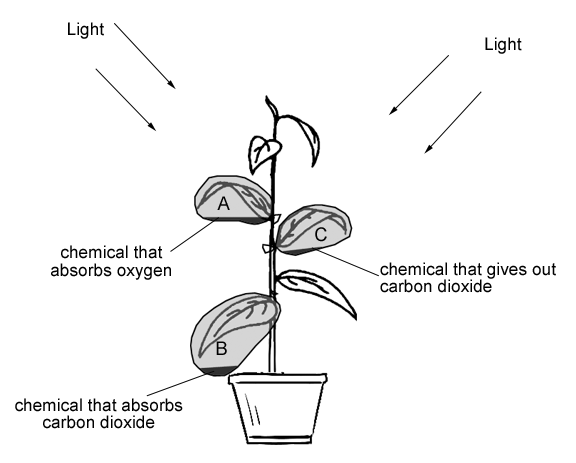 Light
Light
A
C
chemical that
absorbs oxygen
chemical that gives out
carbon dioxide
B
chemical that absorbs
carbon dioxide